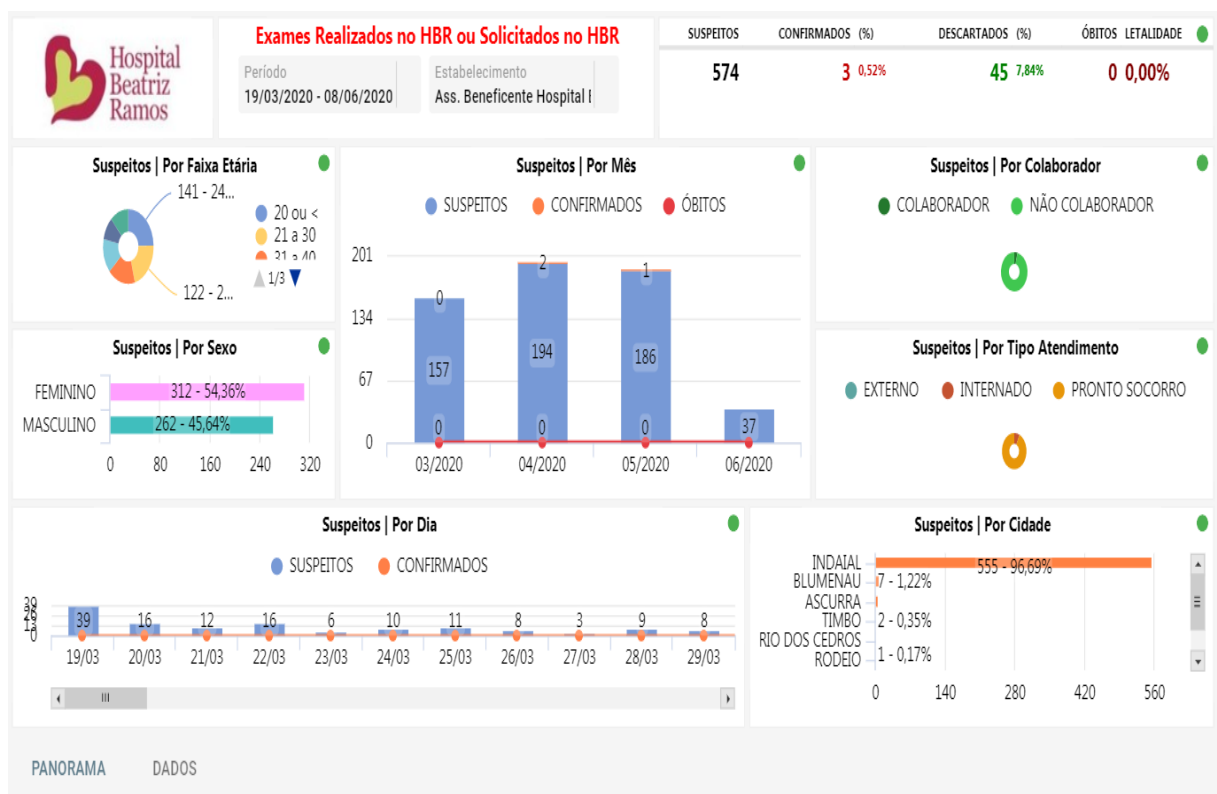 Hospital
Beatriz
Ramos
Exames Realizados no HBR ou Solicitados no HBR
Período
19/03/2020 - 08/06/2020
Estabelecimento
Ass. Beneficente Hospital
SUSPEITOS CONFIRMADOS (%) DESCARTADOS (%) ÓBITOS LETALIDADE
574 3 0,52% 45 7,84% 0 0,00%
Suspeitos | Por Faixa Etária
141 - 24...
20 ou <
21 a 30
31 a 40
1/3
122 - 2...
Suspeitos | Por Mês
SUSPEITOS CONFIRMADOS ÓBITOS
201
134
67
0
0 2 1
157 194 186 37
0 0 0
03/2020 04/2020 05/2020 06/2020
Suspeitos | Por Colaborador
COLABORADOR NÃO COLABORADOR
Suspeitos | Por Sexo
FEMININO 312 - 54,36%
MASCULINO 262 - 45,64%
0 80 160 240 320
Suspeitos | Por Tipo Atendimento
EXTERNO INTERNADO PRONTO SOCORRO
Suspeitos | Por Dia
SUSPEITOS CONFIRMADOS
39
26
13
0
39 16 12 16 6 10 11 8 3 9 8
19/03 20/03 21/03 22/03 23/03 24/03 25/03 26/03 27/03 28/03 29/03
Suspeitos | Por Cidade
INDAIAL 555 - 96,69%
BLUMENAU 7 - 1,22%
ASCURRA
TIMBO 2 - 0,35%
RIO DOS CEDROS
RODEIO 1 - 0,17%
0 140 280 420 560
PANORAMA DADOS